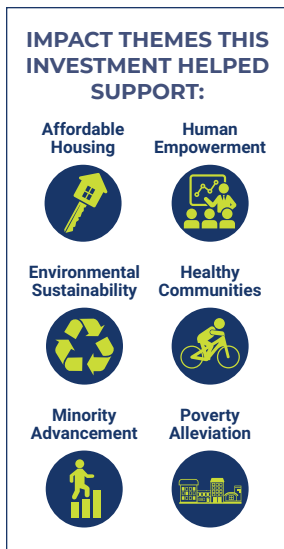 IMPACT THEMES THIS
INVESTMENT HELPED
SUPPORT:
Affordable
Housing
Human
Empowerment
Environmental
Sustainability
Healthy
Communities
Minority
Advancement
Poverty
Alleviation